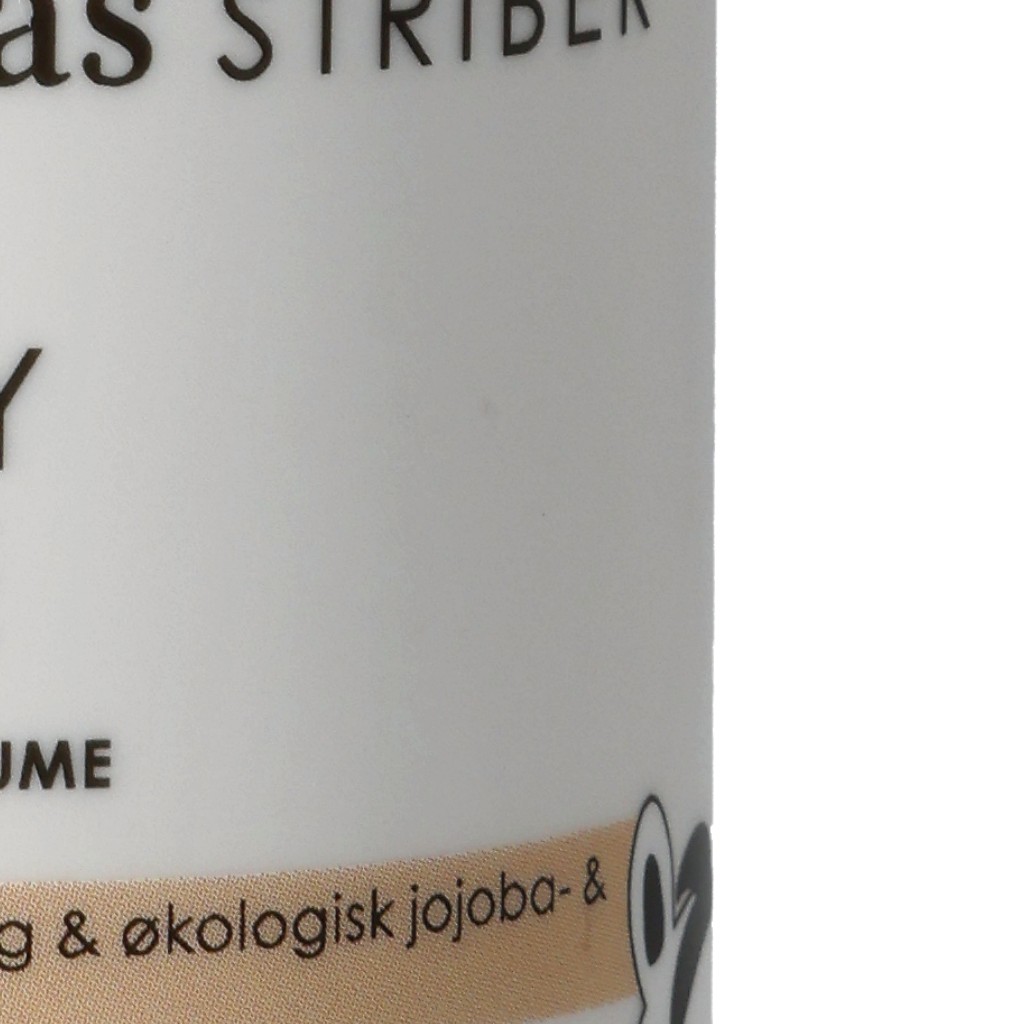 as STRIBER
Y
UME
g & økologisk jojoba- &